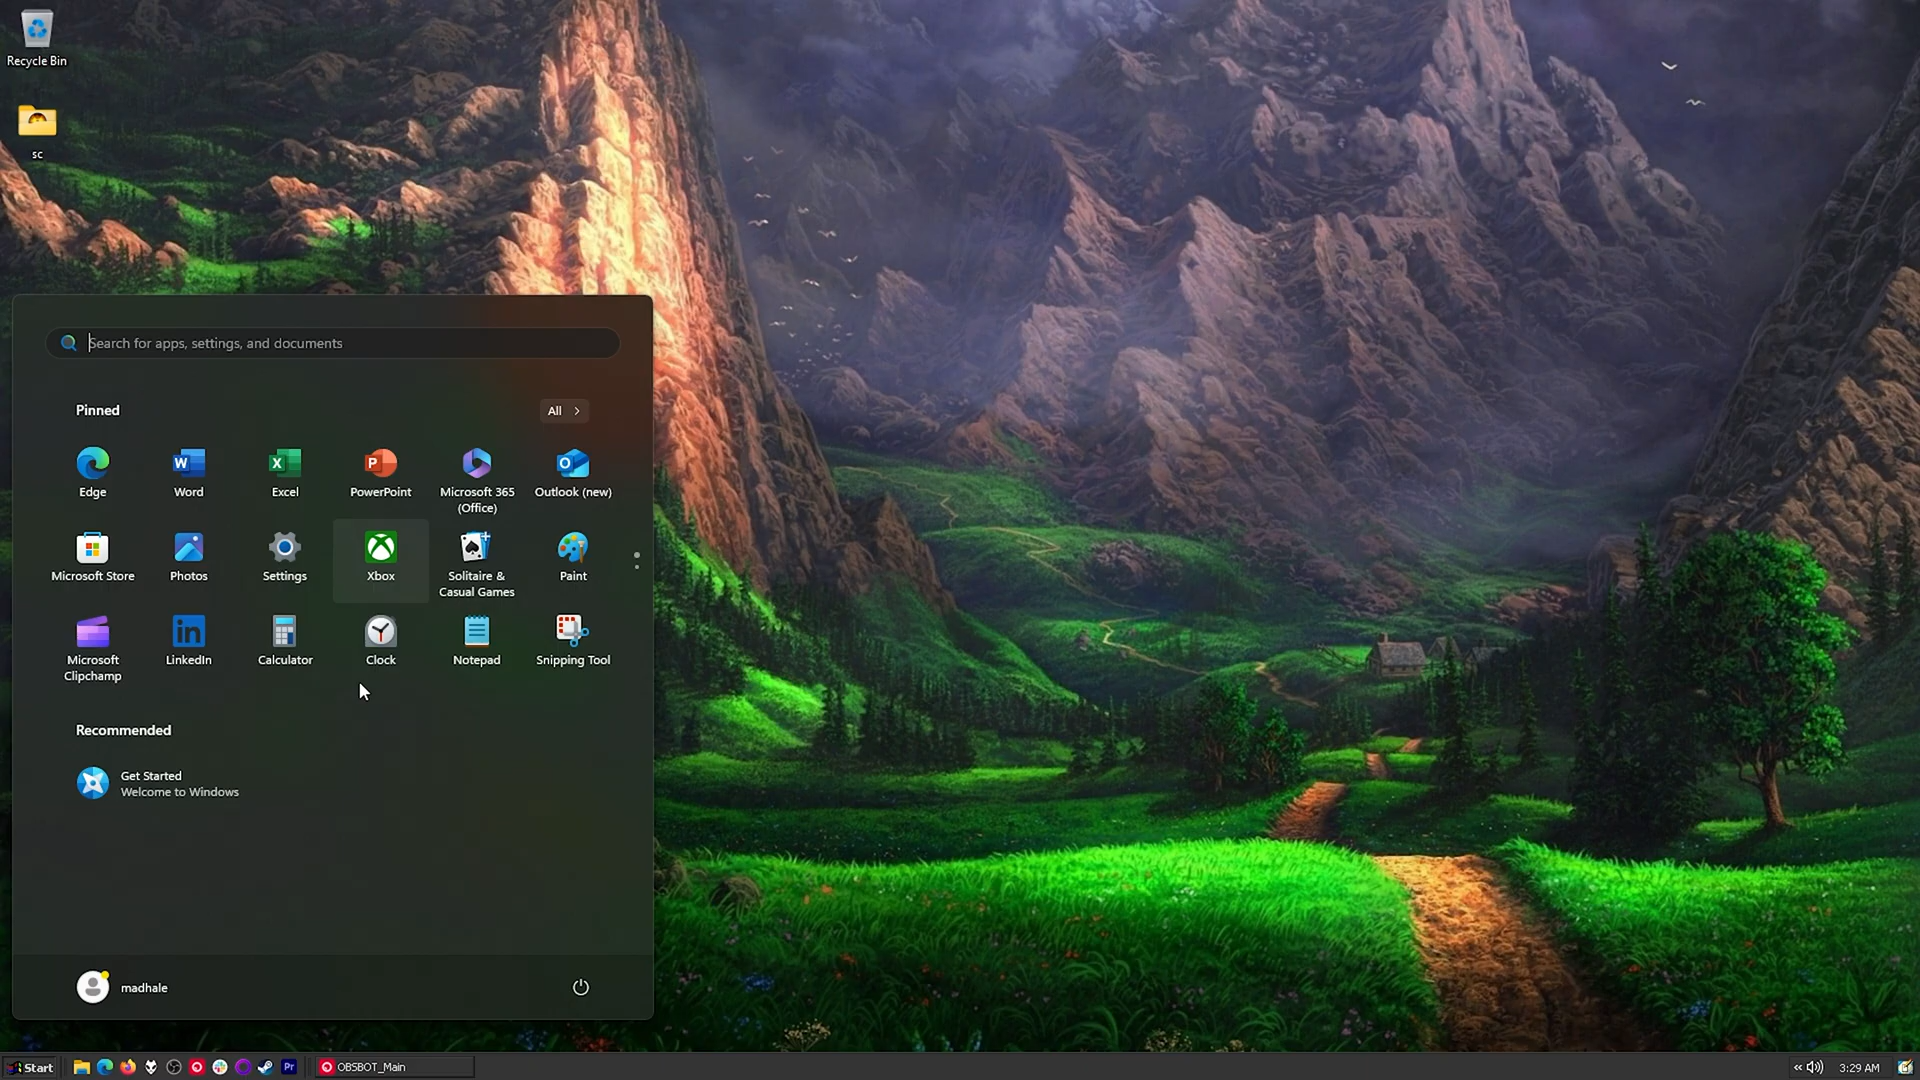 Recycle Bin
sc
Search for apps, settings, and documents
Pinned
All
Edge
Word
Excel
PowerPoint
Microsoft 365
(Office)
Outlook (new)
Microsoft Store
Photos
Settings
Xbox
Solitaire &
Casual Games
Paint
Microsoft
Clipchamp
LinkedIn
Calculator
Clock
Notepad
Snipping Tool
Recommended
Get Started
Welcome to Windows
madhale
Start
OBSBOT_Main
3:29 AM